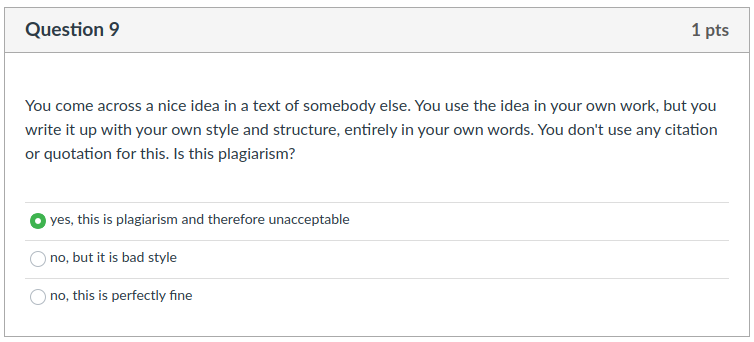 Question 9
1 pts
You come across a nice idea in a text of somebody else. You use the idea in your own work, but you
write it up with your own style and structure, entirely in your own words. You don't use any citation
or quotation for this. Is this plagiarism?
yes, this is plagiarism and therefore unacceptable
no, but it is bad style
no, this is perfectly fine